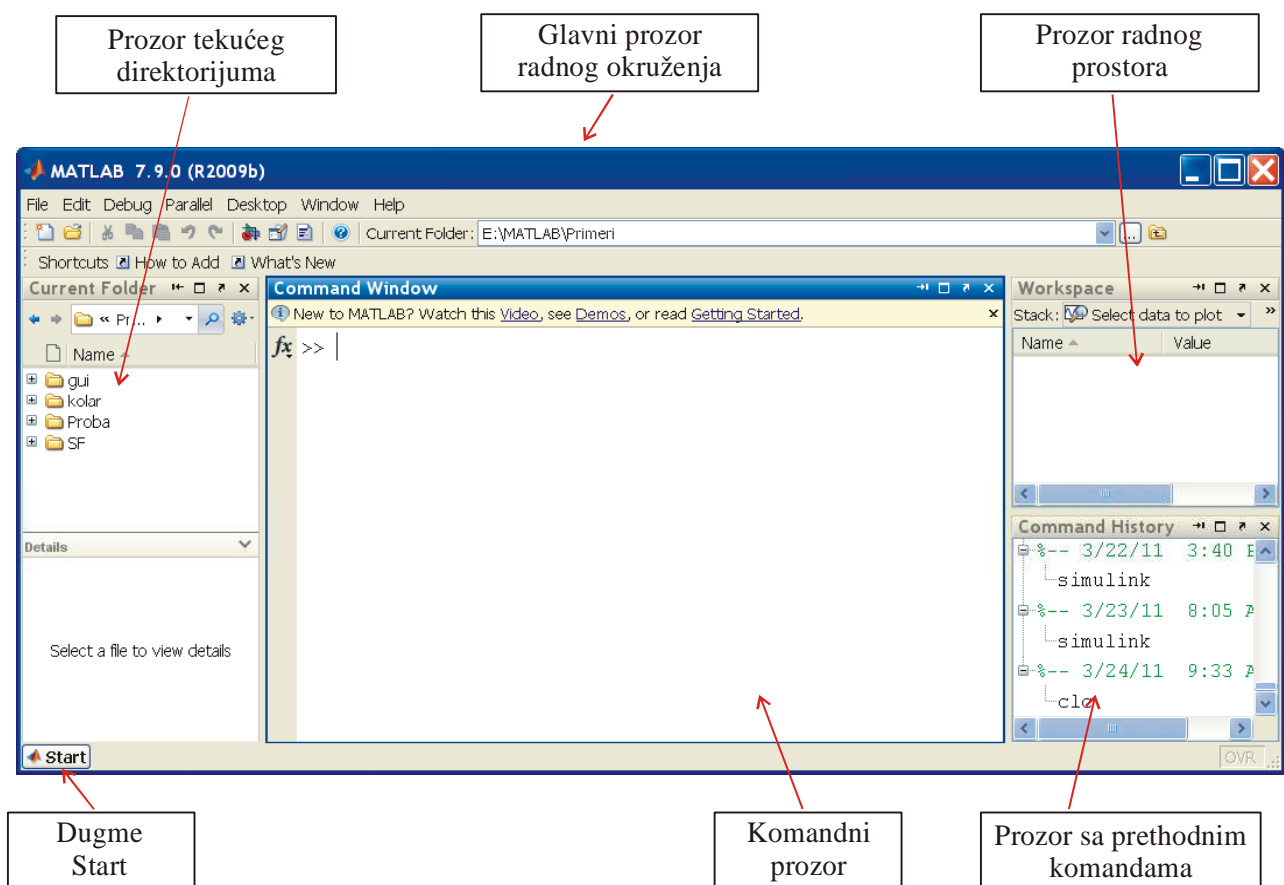 Prozor tekućeg
direktorijuma
Glavni prozor
radnog okruženja
Prozor radnog
prostora
MATLAB 7.9.0 (R2009b)
File Edit Debug Parallel Desktop Window Help
Current Folder: E:\MATLAB\Primeri
Shortcuts How to Add What's New
Current Folder
« Pr...
Name
gui
kolar
Proba
SF
Details
Select a file to view details
Command Window
New to MATLAB? Watch this Video, see Demos, or read Getting Started.
fx >>
Workspace
Stack: Select data to plot »
Name Value
Command History
%-- 3/22/11 3:40
simulink
%-- 3/23/11 8:05 A
simulink
%-- 3/24/11 9:33 A
clc
Start
OVR
Dugme
Start
Komandni
prozor
Prozor sa prethodnim
komandama